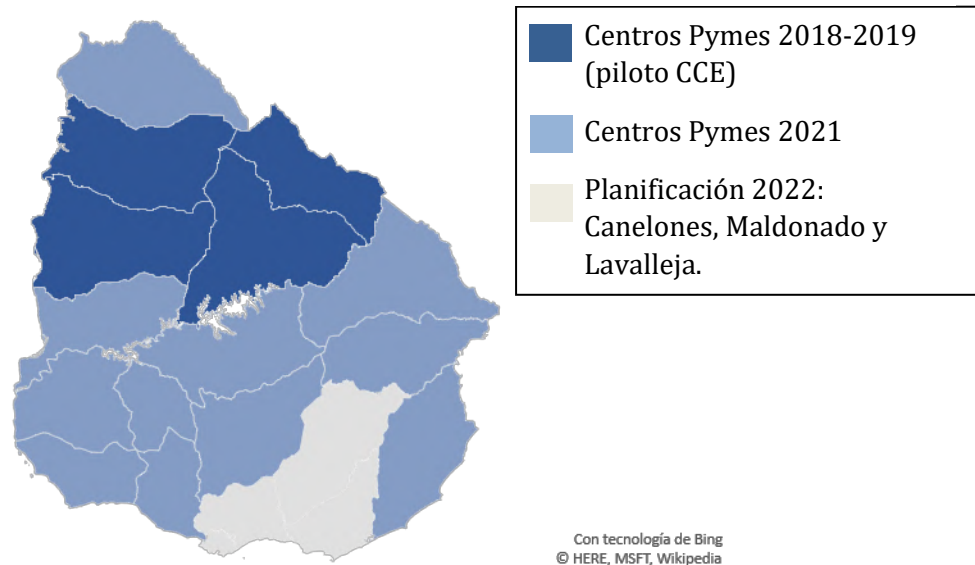 Centros Pymes 2018-2019
(piloto CCE)
Centros Pymes 2021
Planificación 2022:
Canelones, Maldonado y
Lavalleja.
Con tecnología de Bing
© HERE, MSFT, Wikipedia